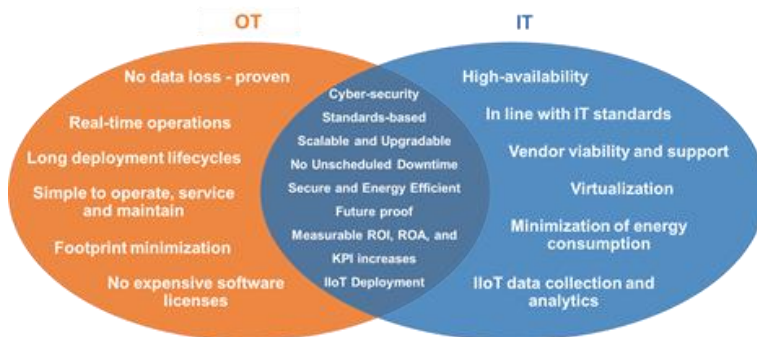 OT
IT
No data loss - proven
Real-time operations
Long deployment lifecycles
Simple to operate, service
and maintain
Footprint minimization
No expensive software
licenses
Cyber-security
Standards-based
Scalable and Upgradable
No Unscheduled Downtime
Secure and Energy Efficient
Future proof
Measurable ROI, ROA, and
KPI increases
IIoT Deployment
High-availability
In line with IT standards
Vendor viability and support
Virtualization
Minimization of energy
consumption
IIoT data collection and
analytics